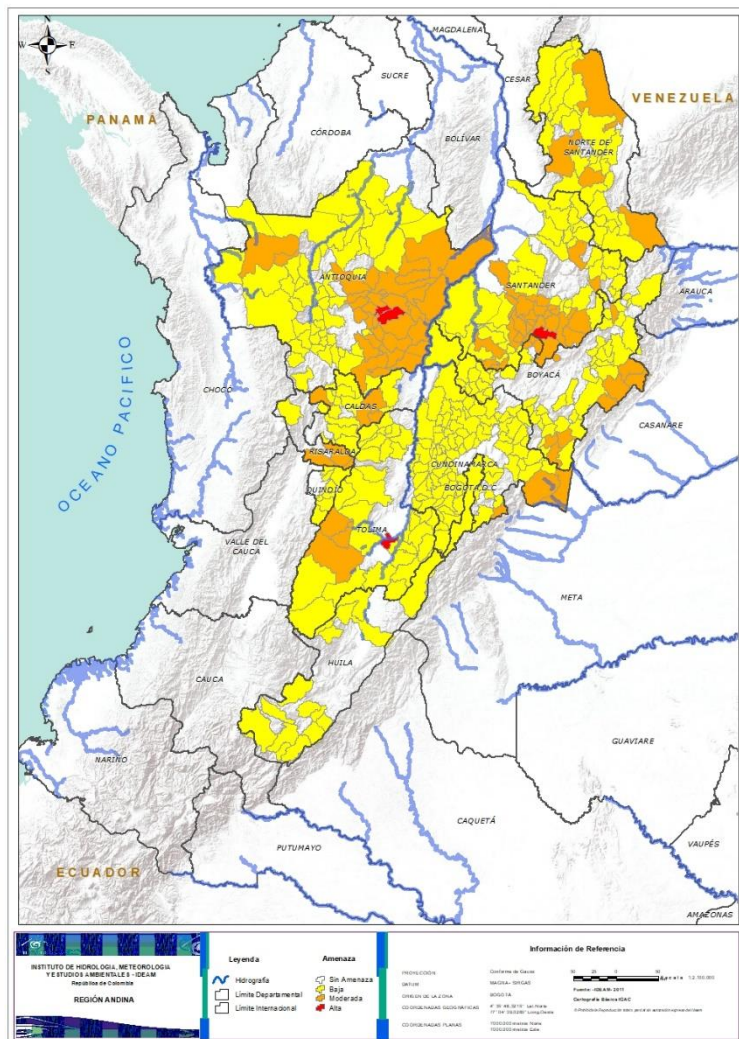 N
W E
S
MAGDALENA
SUCRE
CESAR
VENEZUELA
PANAMÁ
CÓRDOBA
BOLÍVAR
NORTE DE
SANTANDER
ANTIOQUIA
SANTANDER
ARAUCA
BOYACÁ
CHOCO
CALDAS
CASANARE
OCEANO PACIFICO
RISARALDA
CUNDINAMARCA
QUINDIO
BOGOTÁ D.C
TOLIMA
VALLE DEL
CAUCA
META
HUILA
CAUCA
GUAVIARE
NARIÑO
CAQUETÁ
VAUPÉS
PUTUMAYO
ECUADOR
AMAZONAS
INSTITUTO DE HIDROLOGIA, METEOROLOGIA
Y ESTUDIOS AMBIENTALES - IDEAM
República de Colombia
REGIÓN ANDINA
Leyenda
Hidrografía
Límite Departamental
Límite Internacional
Amenaza
Sin Amenaza
Baja
Moderada
Alta
Información de Referencia
PROYECCIÓN
DATUM
ORIGEN DE LA ZONA
BOGOTÁ
COORDENADAS GEOGRÁFICAS
COORDENADAS PLANAS
Fuente: IDEAM- 2011
Cartografía Básica IGAC